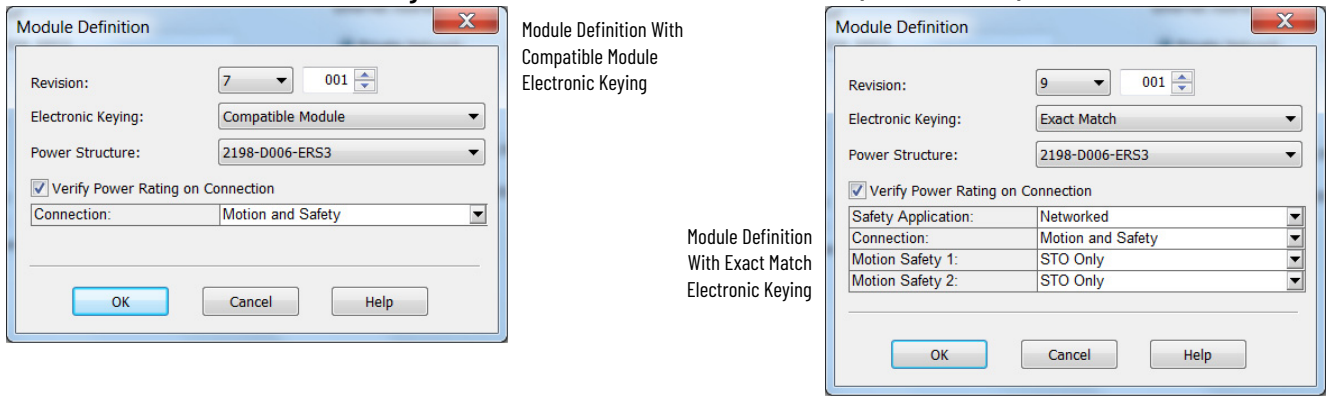 Module Definition
Revision: 7 001
Electronic Keying: Compatible Module
Power Structure: 2198-D006-ERS3
Verify Power Rating on Connection
Connection: Motion and Safety
OK Cancel Help
Module Definition With
Compatible Module
Electronic Keying
Module Definition
With Exact Match
Electronic Keying
Module Definition
Revision: 9 001
Electronic Keying: Exact Match
Power Structure: 2198-D006-ERS3
Verify Power Rating on Connection
Safety Application: Networked
Connection: Motion and Safety
Motion Safety 1: STO Only
Motion Safety 2: STO Only
OK Cancel Help